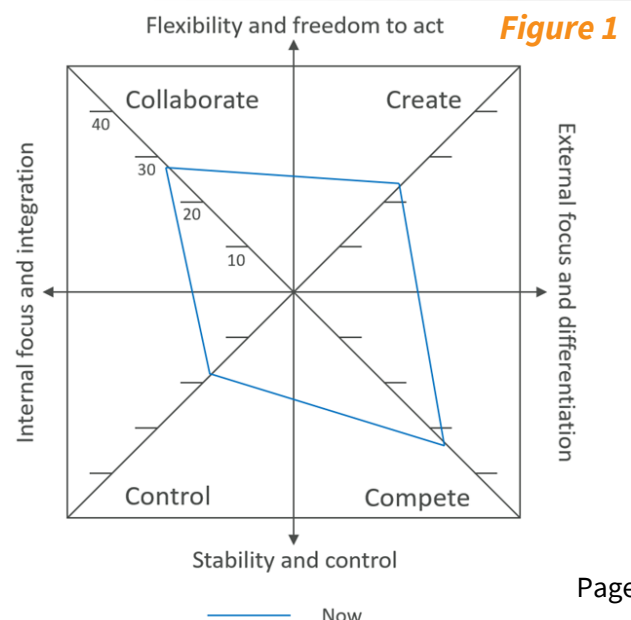 Flexibility and freedom to act
Figure 1
Collaborate
Create
40
30
20
10
Internal focus and integration
External focus and differentiation
Control
Compete
Stability and control
Page
Now